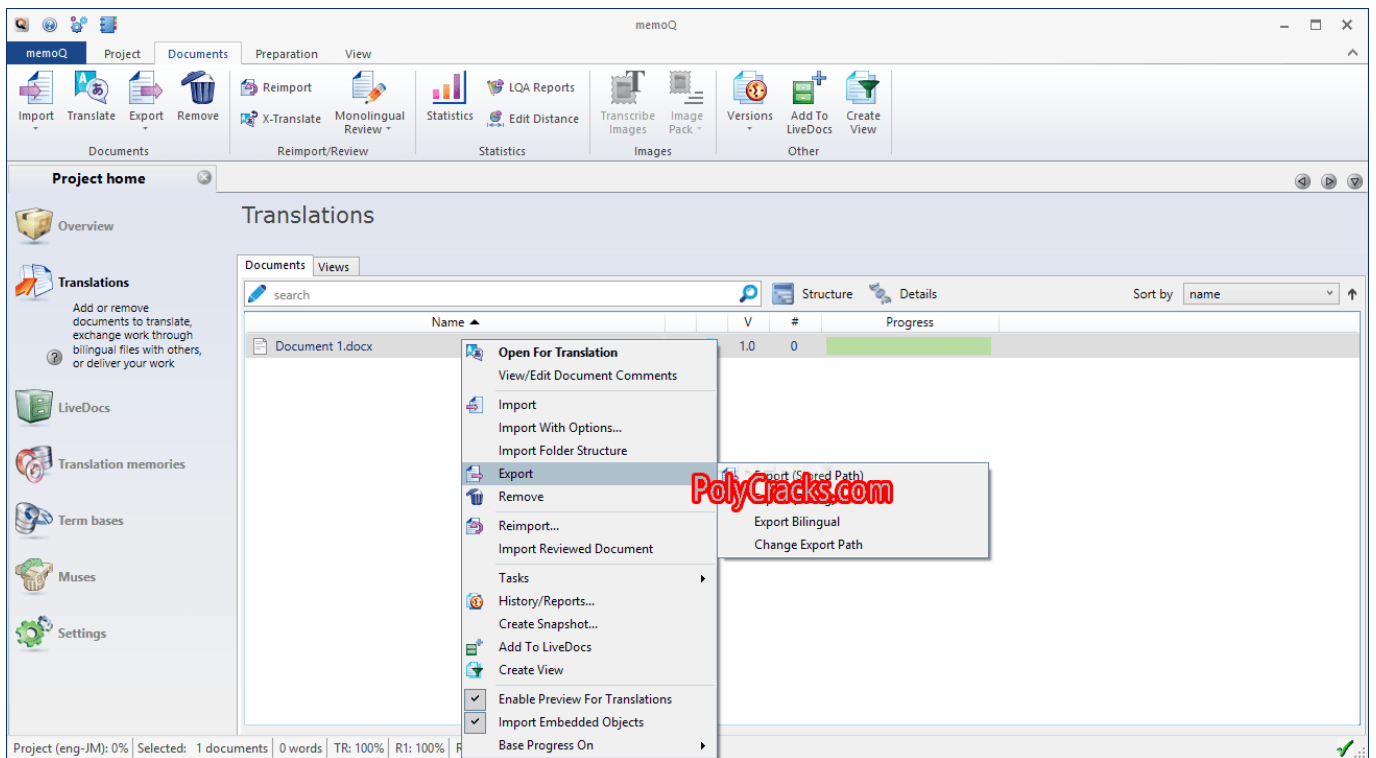 memoQ
memoQ Project Documents Preparation View
Import Translate Export Remove
Documents
Reimport
X-Translate
Monolingual
Review
Reimport/Review
Statistics
LQA Reports
Edit Distance
Statistics
Transcribe
Images
Image
Pack
Images
Versions
Add To
LiveDocs
Create
View
Other
Project home
Overview
Translations
Add or remove
documents to translate,
exchange work through
bilingual files with others,
or deliver your work
LiveDocs
Translation memories
Term bases
Muses
Settings
Translations
Documents Views
search
Structure Details Sort by name
Name V # Progress
Document 1.docx 1.0 0
Open For Translation
View/Edit Document Comments
Import
Import With Options...
Import Folder Structure
Export
Remove
Reimport...
Import Reviewed Document
Tasks
History/Reports...
Create Snapshot...
Add To LiveDocs
Create View
Enable Preview For Translations
Import Embedded Objects
Base Progress On
Path)
PolyCracks.com
Export Bilingual
Change Export Path
Project (eng-JM): 0% Selected: 1 documents 0 words TR: 100% R1: 100%